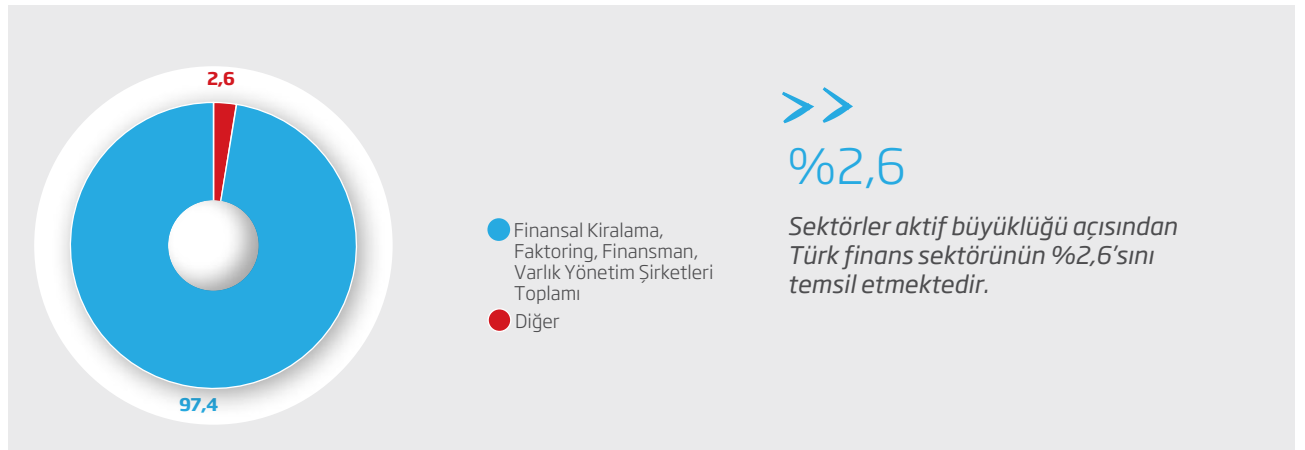 2,6
97,4
Finansal Kiralama,
Faktoring, Finansman,
Varlık Yönetim Şirketleri
Toplamı
Diğer
%2,6
Sektörler aktif büyüklüğü açısından
Türk finans sektörünün %2,6’sını
temsil etmektedir.